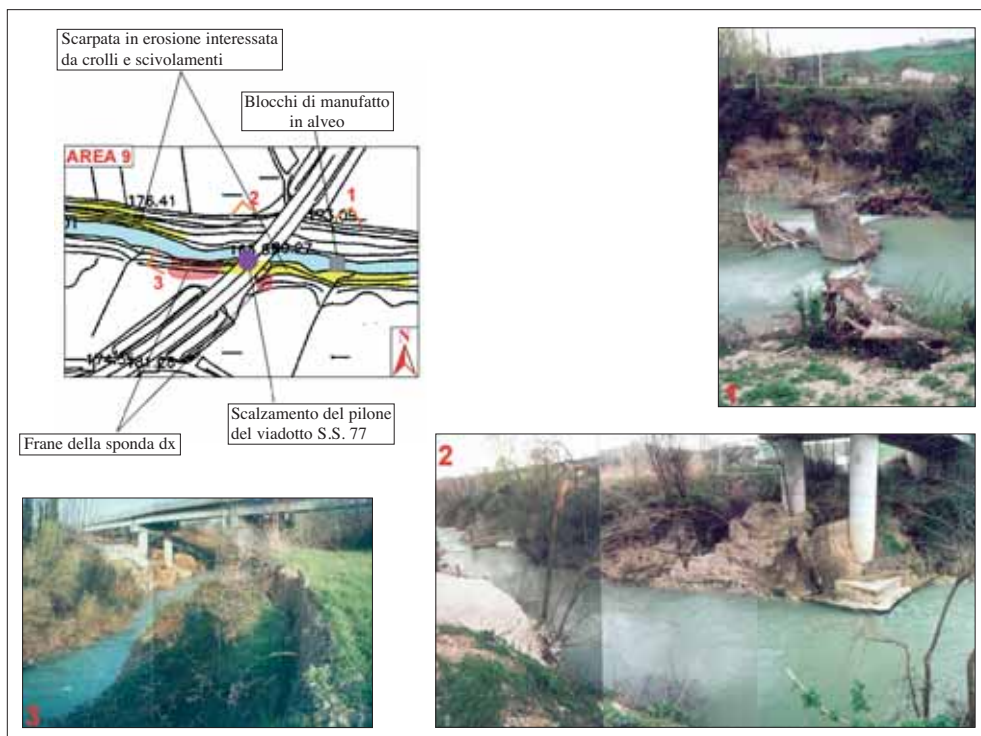 Scarpata in erosione interessata
da crolli e scivolamenti
Blocchi di manufatto
in alveo
AREA 9
176.41
2
1
3
N
Frane della sponda dx
Scalzamento del pilone
del viadotto S.S. 77
1
2
3